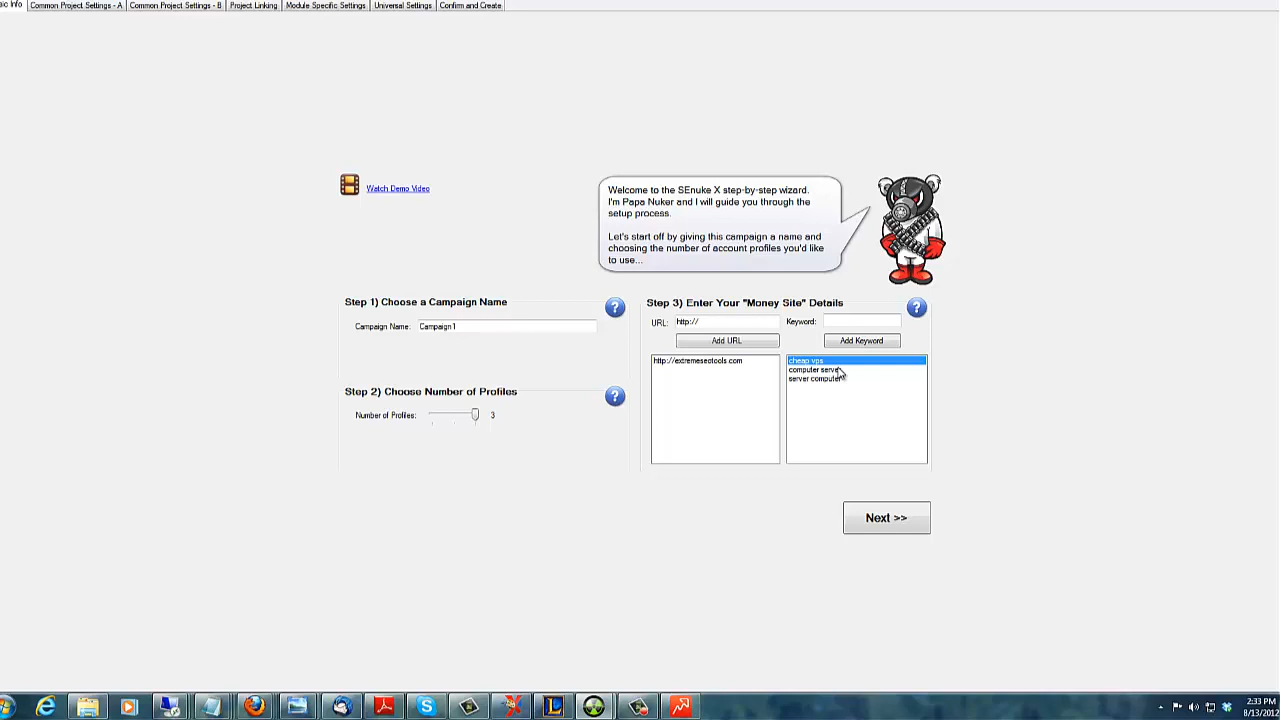 sic Info Common Project Settings - A Common Project Settings - B Project Linking Module Specific Settings Universal Settings Confirm and Create
Watch Demo Video
Welcome to the SEnuke X step-by-step wizard.
I'm Papa Nuker and I will guide you through the
setup process.
Let's start off by giving this campaign a name and
choosing the number of account profiles you'd like
to use...
Step 1) Choose a Campaign Name
?
Campaign Name: Campaign1
Step 2) Choose Number of Profiles
?
Number of Profiles: 3
Step 3) Enter Your "Money Site" Details
?
URL: http:// Keyword:
Add URL Add Keyword
http://extremeseotools.com
cheap vps
computer server
server computer
Next >>
2:33 PM
8/13/2012